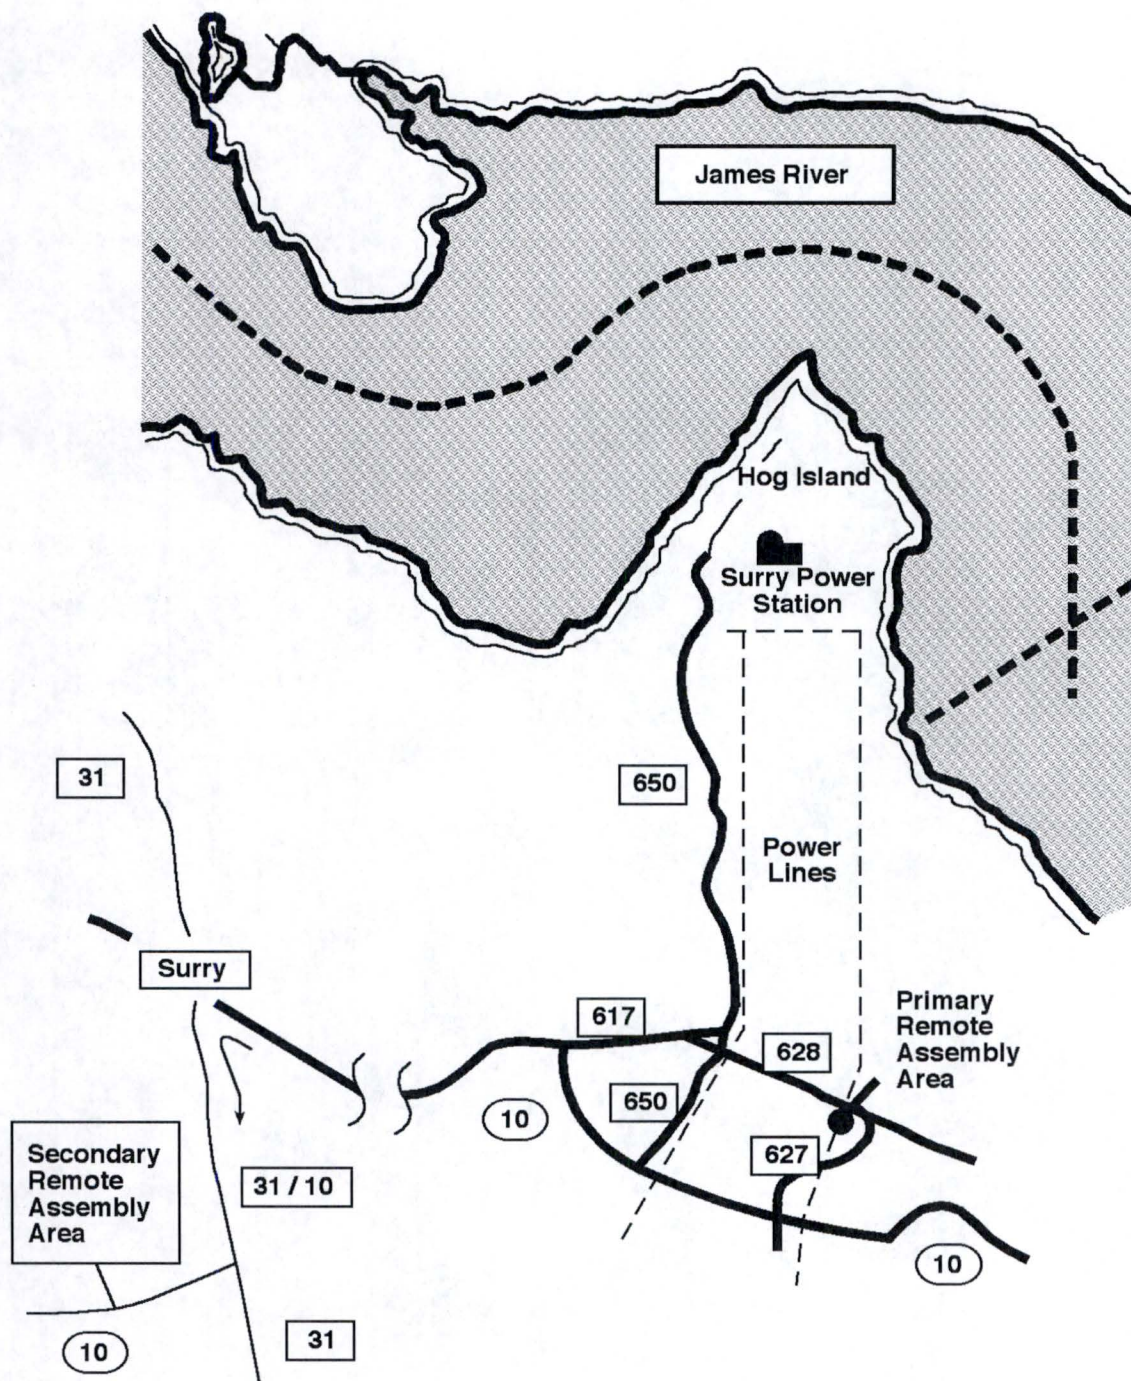 James River
Hog Island
Surry Power
Station
31
650
Power
Lines
Surry
617
Primary
Remote
Assembly
Area
628
650
10
627
Secondary
Remote
Assembly
Area
31 / 10
10
31
10